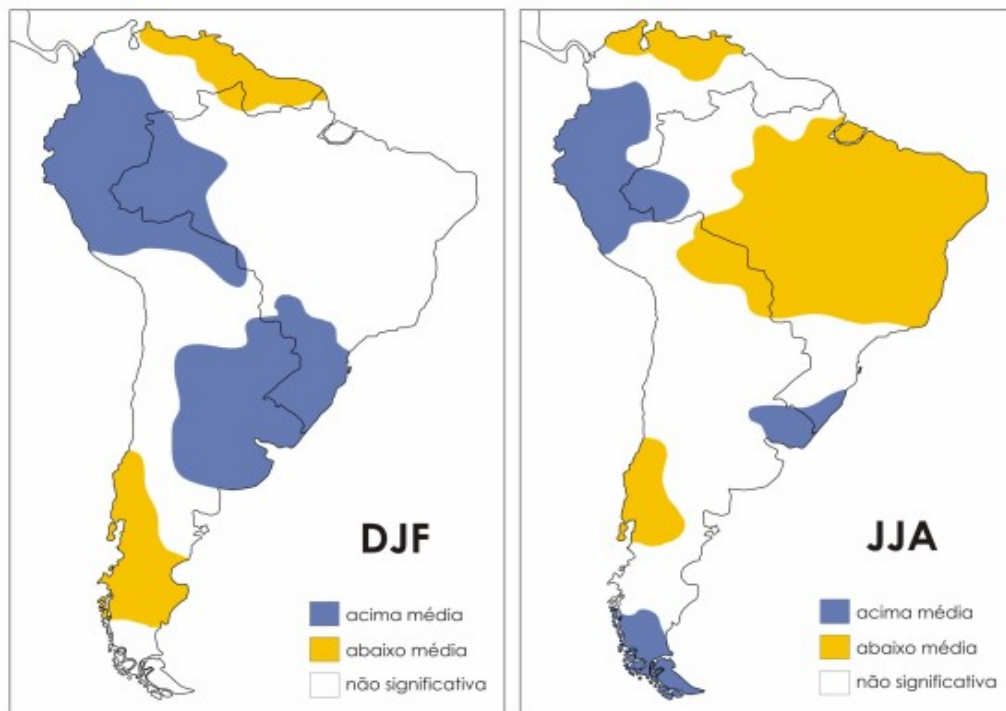 DJF
acima média
abaixo média
não significativa
JJA
acima média
abaixo média
não significativa